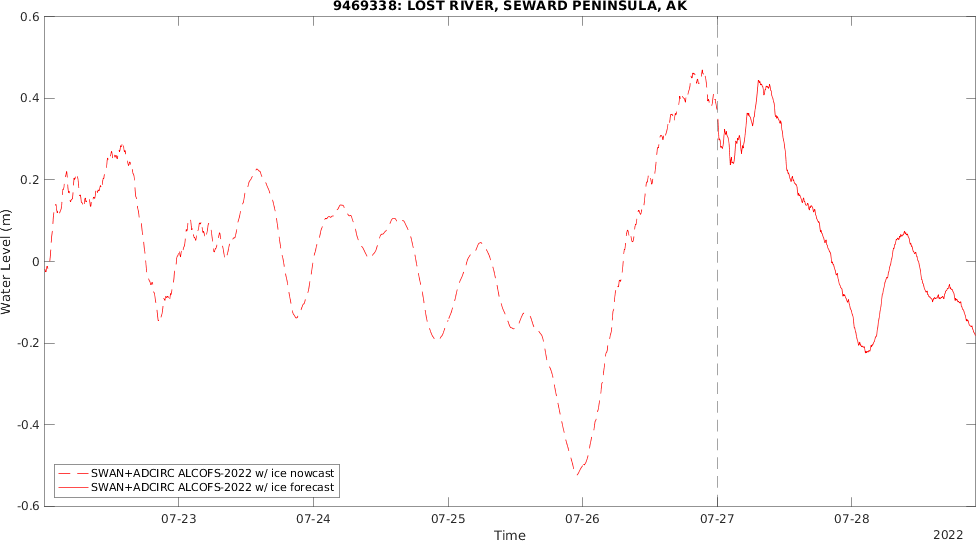 9469338: LOST RIVER, SEWARD PENINSULA, AK
0.6
0.4
0.2
0
-0.2
-0.4
-0.6
Water Level (m)
SWAN+ADCIRC ALCOFS-2022 w/ ice nowcast
SWAN+ADCIRC ALCOFS-2022 w/ ice forecast
07-23 07-24 07-25 07-26 07-27 07-28
Time
2022